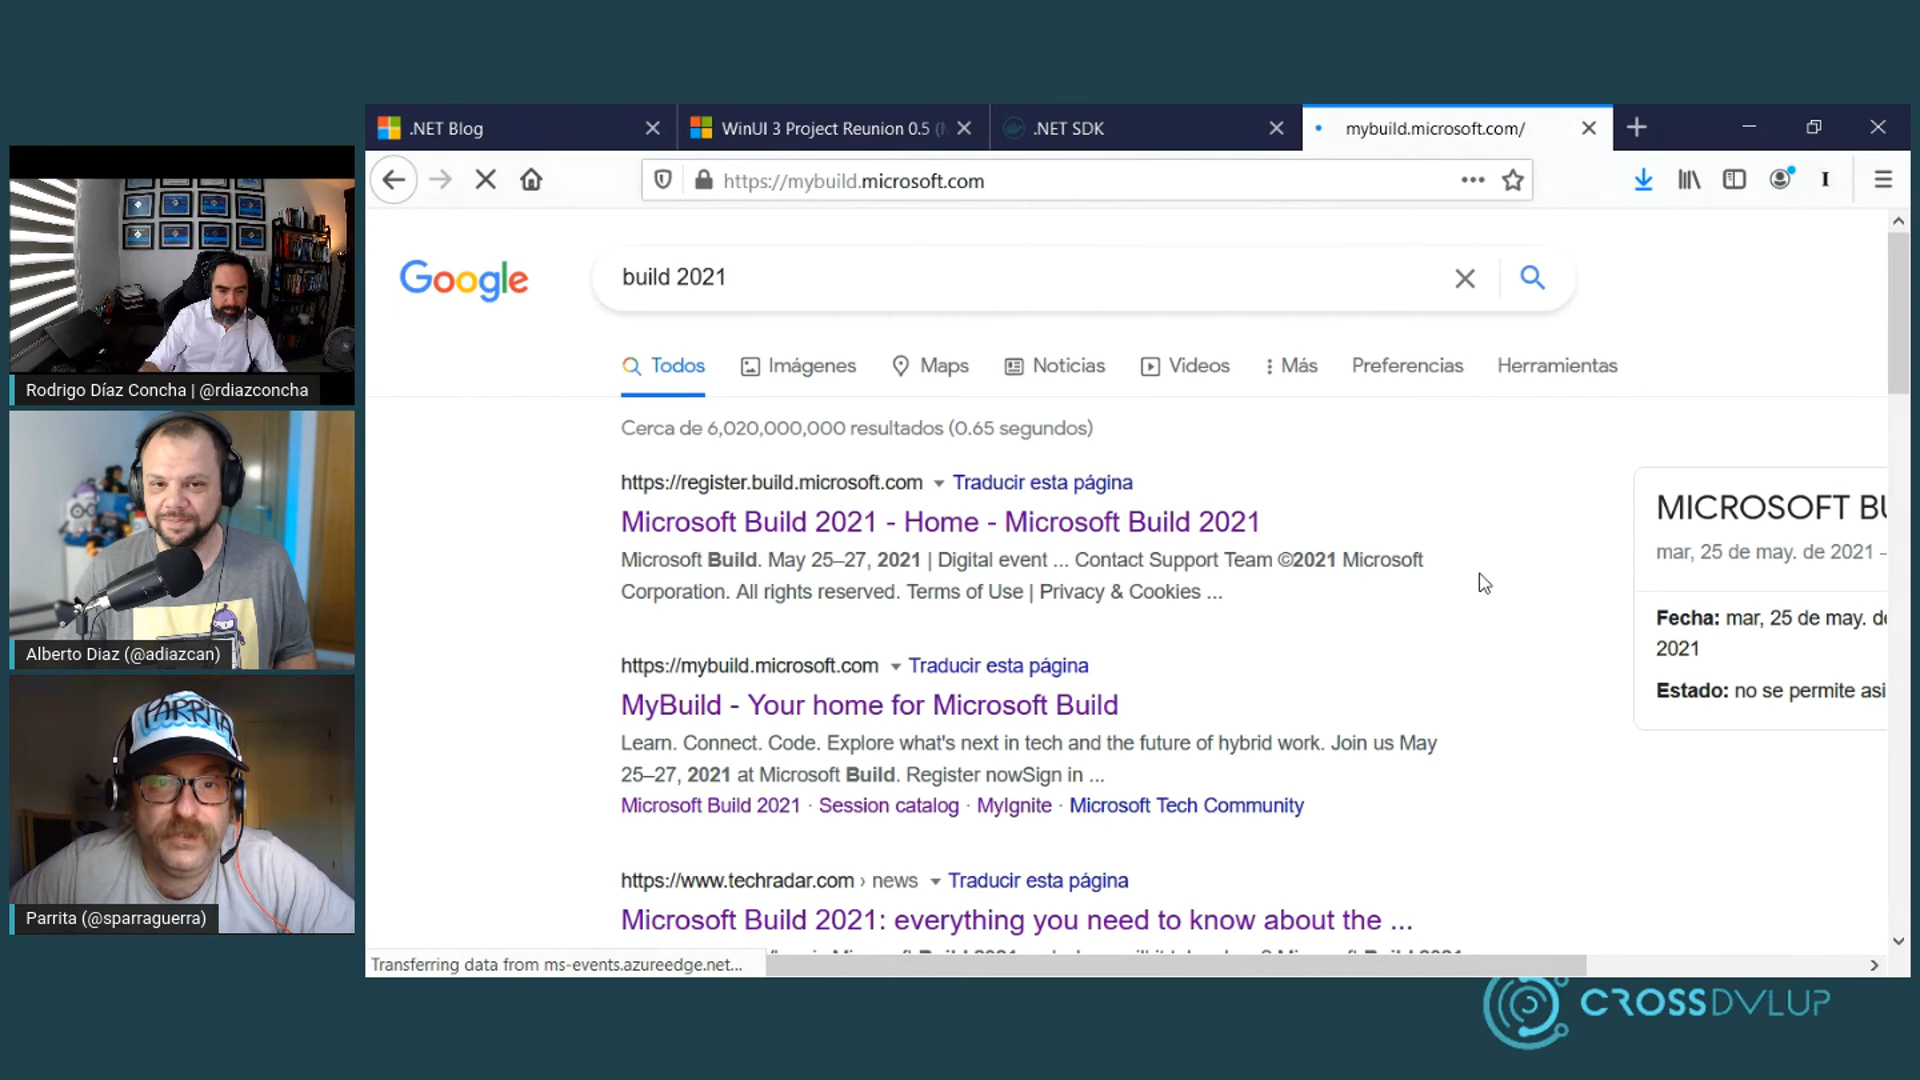 .NET Blog
WinUI 3 Project Reunion 0.5
.NET SDK
mybuild.microsoft.com/
https://mybuild.microsoft.com
Google
build 2021
Todos
Imágenes
Maps
Noticias
Videos
Más
Preferencias
Herramientas
Cerca de 6,020,000,000 resultados (0.65 segundos)
https://register.build.microsoft.com
Traducir esta página
Microsoft Build 2021 - Home - Microsoft Build 2021
Microsoft Build. May 25–27, 2021 | Digital event ... Contact Support Team ©2021 Microsoft
Corporation. All rights reserved. Terms of Use | Privacy & Cookies ...
https://mybuild.microsoft.com
Traducir esta página
MyBuild - Your home for Microsoft Build
Learn. Connect. Code. Explore what's next in tech and the future of hybrid work. Join us May
25–27, 2021 at Microsoft Build. Register nowSign in ...
Microsoft Build 2021 · Session catalog · MyIgnite · Microsoft Tech Community
https://www.techradar.com › news
Traducir esta página
Microsoft Build 2021: everything you need to know about the ...
MICROSOFT BU
mar, 25 de may. de 2021 –
Fecha: mar, 25 de may. de
2021
Estado: no se permite asi
Transferring data from ms-events.azureedge.net...
Rodrigo Díaz Concha | @rdiazconcha
Alberto Diaz (@adiazcan)
PARRITA
Parrita (@sparraguerra)
CROSSDVLUP